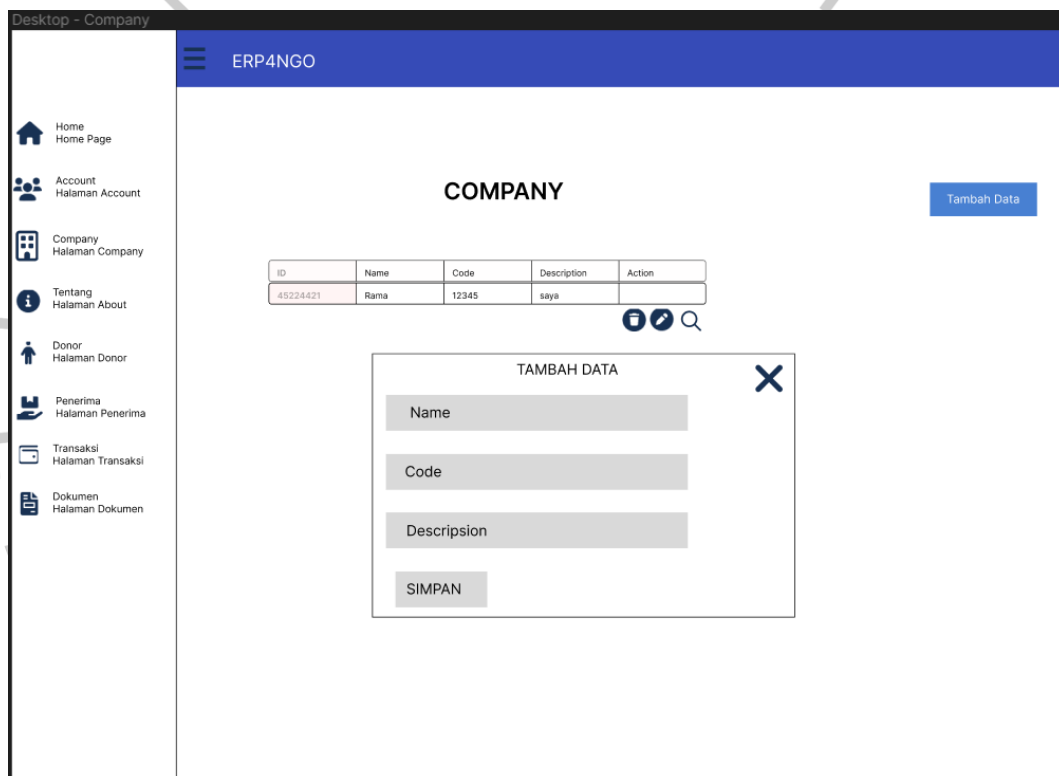 Desktop - Company
ERP4NGO
Home
Home Page
Account
Halaman Account
Company
Halaman Company
Tentang
Halaman About
Donor
Halaman Donor
Penerima
Halaman Penerima
Transaksi
Halaman Transaksi
Dokumen
Halaman Dokumen
COMPANY
Tambah Data
ID Name Code Description Action
45224421 Rama 12345 saya
TAMBAH DATA
Name
Code
Descripsion
SIMPAN